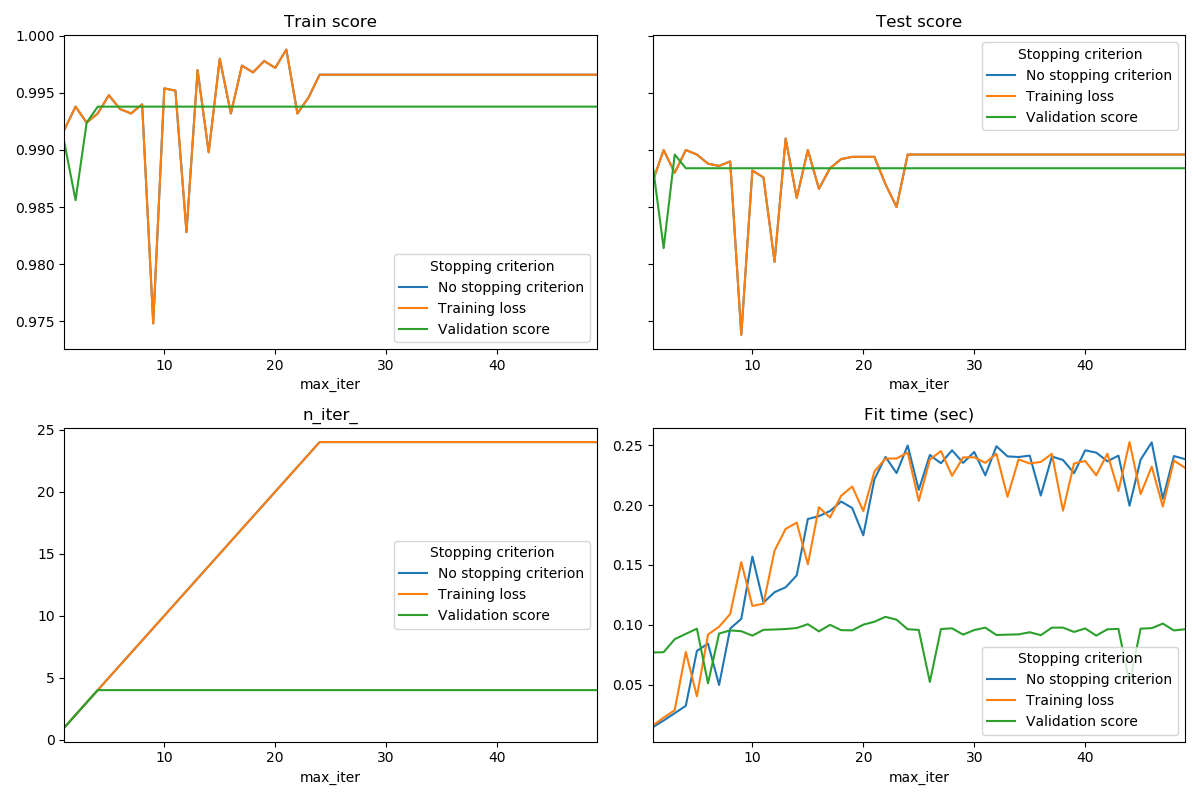 Train score
1.000
0.995
0.990
0.985
0.980
0.975
Stopping criterion
No stopping criterion
Training loss
Validation score
10 20 30 40
max_iter
Test score
Stopping criterion
No stopping criterion
Training loss
Validation score
10 20 30 40
max_iter
n_iter_
25
20
15
10
5
0
Stopping criterion
No stopping criterion
Training loss
Validation score
10 20 30 40
max_iter
Fit time (sec)
0.25
0.20
0.15
0.10
0.05
Stopping criterion
No stopping criterion
Training loss
Validation score
10 20 30 40
max_iter